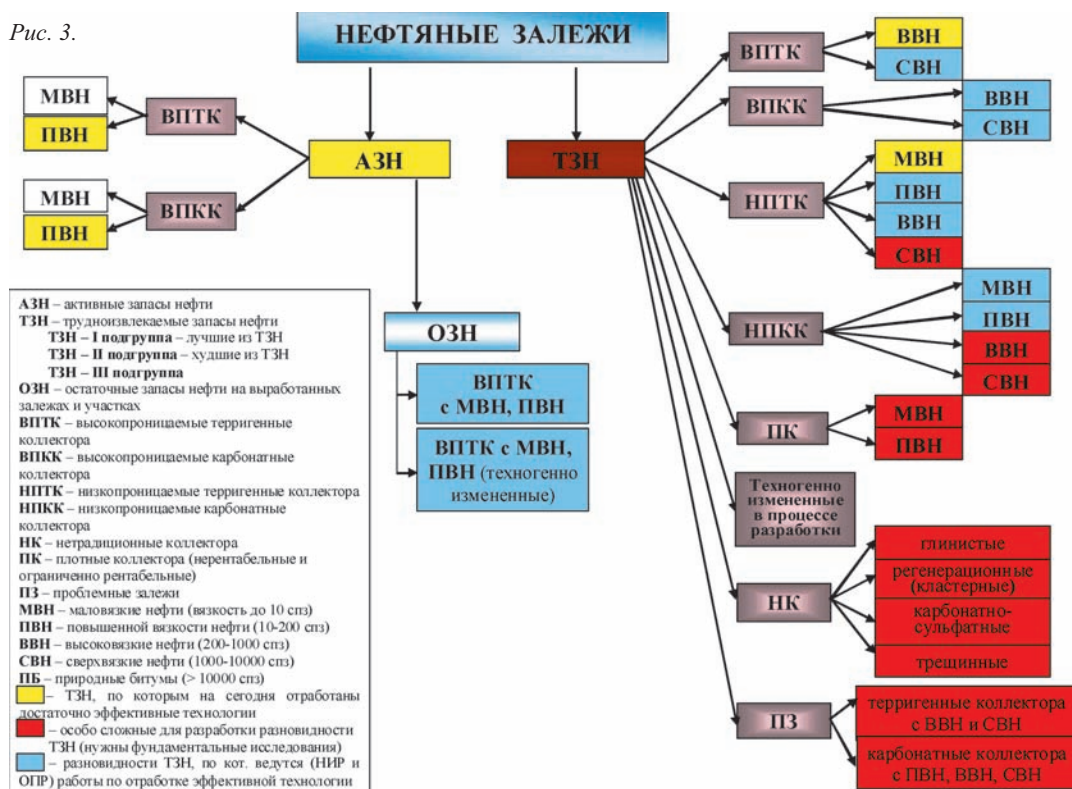 Рис. 3.
НЕФТЯНЫЕ ЗАЛЕЖИ
МВН
ПВН
ВПТК
МВН
ПВН
ВПКК
АЗН
ТЗН
ОЗН
ВПТК
с МВН, ПВН
ВПТК с МВН,
ПВН (техногенно
измененные)
ВПТК
ВВН
СВН
ВПКК
ВВН
СВН
НПТК
МВН
ПВН
ВВН
СВН
НПКК
МВН
ПВН
ВВН
СВН
ПК
МВН
ПВН
Техногенно
измененные
в процессе
разработки
НК
глинистые
регенерационные
(кластерные)
карбонатно-
сульфатные
трещинные
ПЗ
терригенные коллектора
с ВВН и СВН
карбонатные коллектора
с ПВН, ВВН, СВН
АЗН – активные запасы нефти
ТЗН – трудноизвлекаемые запасы нефти
ТЗН – I подгруппа – лучшие из ТЗН
ТЗН – II подгруппа – худшие из ТЗН
ТЗН – III подгруппа
ОЗН – остаточные запасы нефти на выработанных
залежах и участках
ВПТК – высокопроницаемые терригенные
коллектора
ВПКК – высокопроницаемые карбонатные
коллектора
НПТК – низкопроницаемые терригенные коллектора
НПКК – низкопроницаемые карбонатные
коллектора
НК – нетрадиционные коллектора
ПК – плотные коллектора (нерентабельные и
ограниченно рентабельные)
ПЗ – проблемные залежи
МВН – маловязкие нефти (вязкость до 10 спз)
ПВН – повышенной вязкости нефти (10-200 спз)
ВВН – высоковязкие нефти (200-1000 спз)
СВН – сверхвязкие нефти (1000-10000 спз)
ПБ – природные битумы (> 10000 спз)
– ТЗН, по которым на сегодня отработаны
достаточно эффективные технологии
– особо сложные для разработки разновидности
ТЗН (нужны фундаментальные исследования)
– разновидности ТЗН, по кот. ведутся (НИР и
ОПР) работы по отработке эффективной технологии